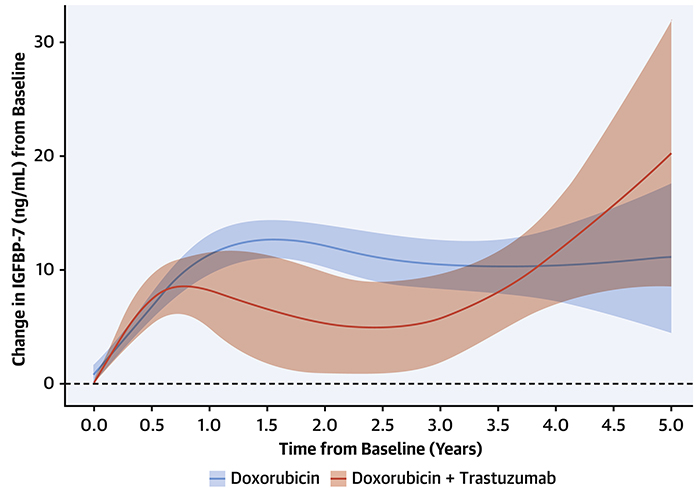 Change in IGFBP-7 (ng/mL) from Baseline
30
20
10
0
0.0 0.5 1.0 1.5 2.0 2.5 3.0 3.5 4.0 4.5 5.0
Time from Baseline (Years)
Doxorubicin Doxorubicin + Trastuzumab